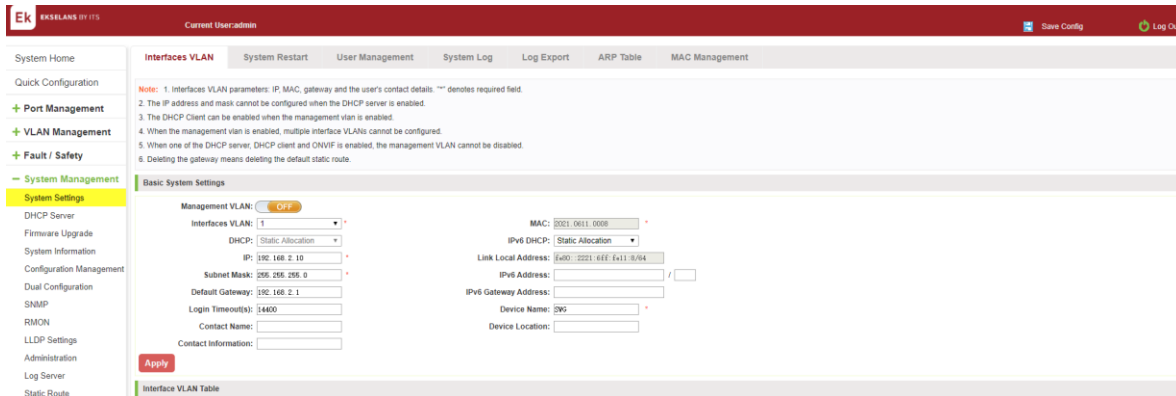 Ek EKSELANS BY ITS
Current User:admin
Save Config
Log Ou
System Home
Quick Configuration
Port Management
VLAN Management
Fault / Safety
System Management
System Settings
DHCP Server
Firmware Upgrade
System Information
Configuration Management
Dual Configuration
SNMP
RMON
LLDP Settings
Administration
Log Server
Static Route
Interfaces VLAN System Restart User Management System Log Log Export ARP Table MAC Management
Note: 1. Interfaces VLAN parameters: IP, MAC, gateway and the user's contact details. "*" denotes required field.
2. The IP address and mask cannot be configured when the DHCP server is enabled.
3. The DHCP Client can be enabled when the management vlan is enabled.
4. When the management vlan is enabled, multiple interface VLANs cannot be configured.
5. When one of the DHCP server, DHCP client and ONVIF is enabled, the management VLAN cannot be disabled.
6. Deleting the gateway means deleting the default static route.
Basic System Settings
Management VLAN: OFF
Interfaces VLAN: 1 * MAC: 2021.0611.0008 *
DHCP: Static Allocation IPv6 DHCP: Static Allocation
IP: 192.168.2.10 * Link Local Address: fe80::2221:6ff:fe11:8/64
Subnet Mask: 255.255.255.0 * IPv6 Address: /
Default Gateway: 192.168.2.1 IPv6 Gateway Address:
Login Timeout(s): 14400 Device Name: SWG *
Contact Name: Device Location:
Contact Information:
Apply
Interface VLAN Table